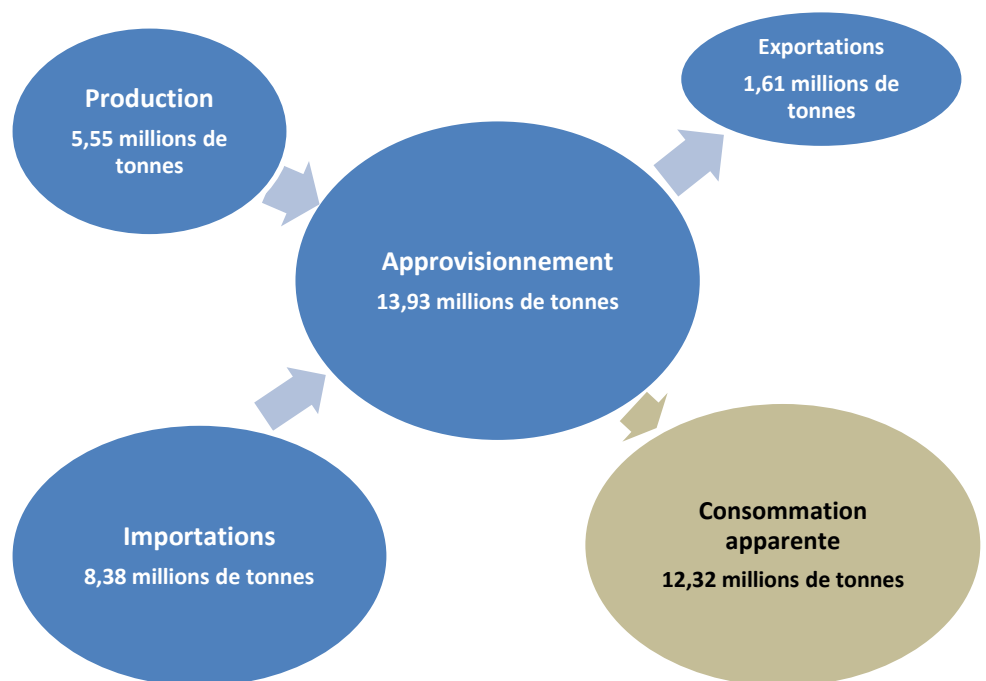 Production
5,55 millions de
tonnes
Exportations
1,61 millions de
tonnes
Approvisionnement
13,93 millions de tonnes
Importations
8,38 millions de tonnes
Consommation
apparente
12,32 millions de tonnes